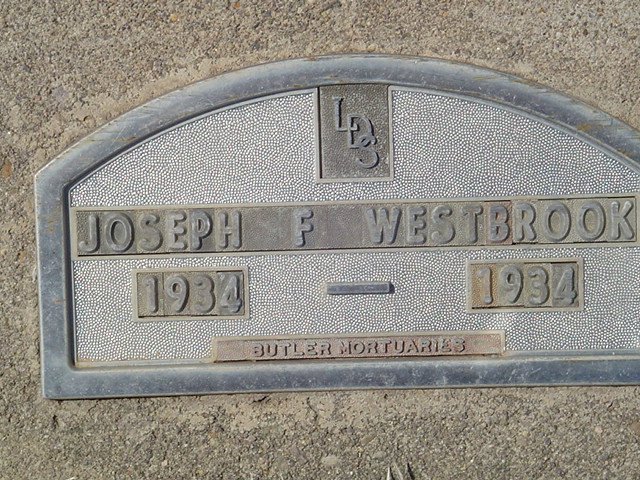 LDS
JOSEPH F WESTBROOK
1934 — 1934
BUTLER MORTUARIES